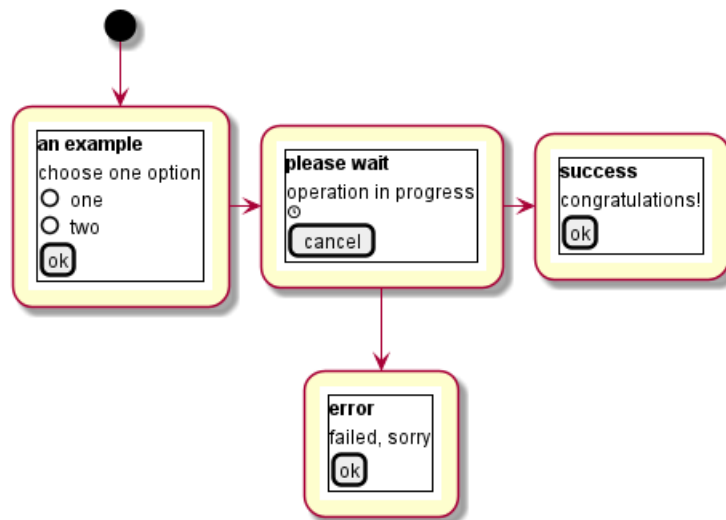 an example
choose one option
one
two
ok
please wait
operation in progress
cancel
success
congratulations!
ok
error
failed, sorry
ok